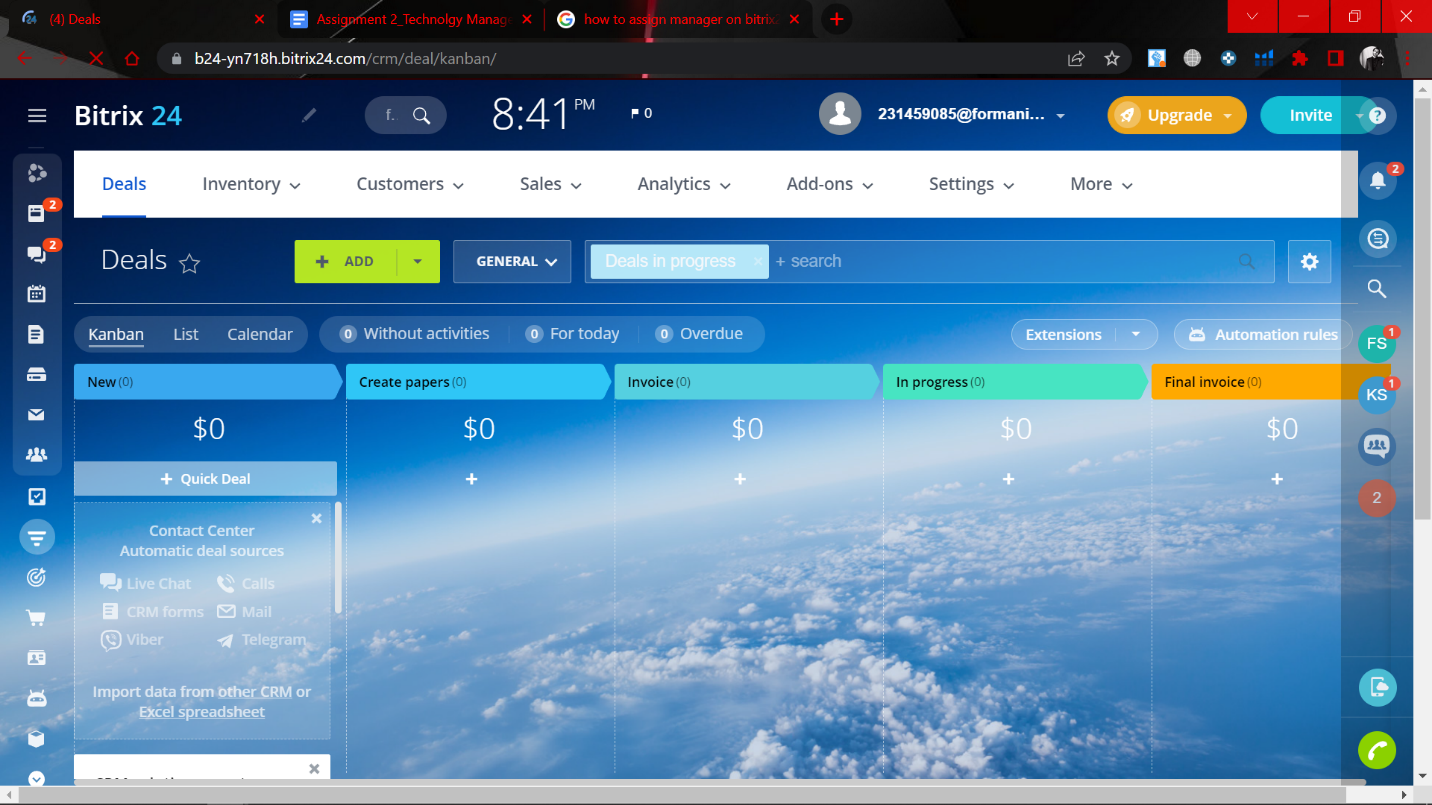 (4) Deals
Assignment 2_Technolgy Manage
how to assign manager on bitrix
b24-yn718h.bitrix24.com/crm/deal/kanban/
Bitrix 24
f..
8:41 PM
0
231459085@formani...
Upgrade
Invite
?
Deals
Inventory
Customers
Sales
Analytics
Add-ons
Settings
More
2
2
2
Deals
+ ADD
GENERAL
Deals in progress ×
+ search
Kanban
List
Calendar
0 Without activities
0 For today
0 Overdue
Extensions
Automation rules
FS 1
KS 1
2
New (0)
Create papers (0)
Invoice (0)
In progress (0)
Final invoice (0)
$0
$0
$0
$0
$0
+ Quick Deal
+
+
+
+
Contact Center
Automatic deal sources
Live Chat
Calls
CRM forms
Mail
Viber
Telegram
Import data from other CRM or
Excel spreadsheet